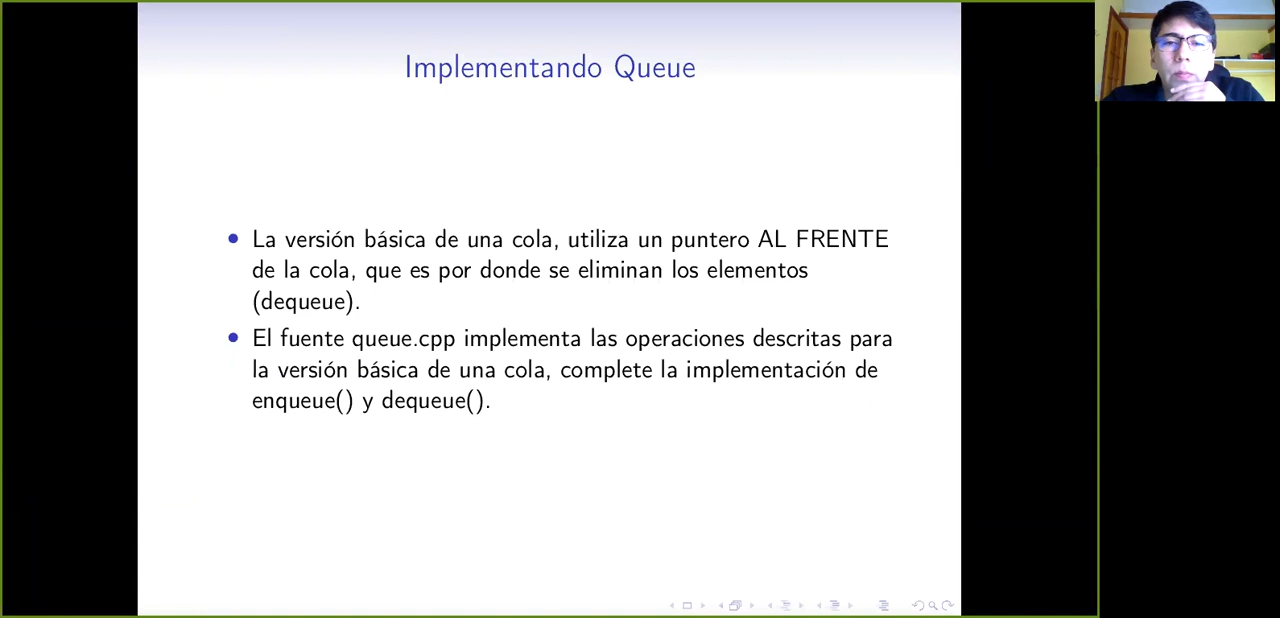 Implementando Queue
La versión básica de una cola, utiliza un puntero AL FRENTE
de la cola, que es por donde se eliminan los elementos
(dequeue).
El fuente queue.cpp implementa las operaciones descritas para
la versión básica de una cola, complete la implementación de
enqueue() y dequeue().